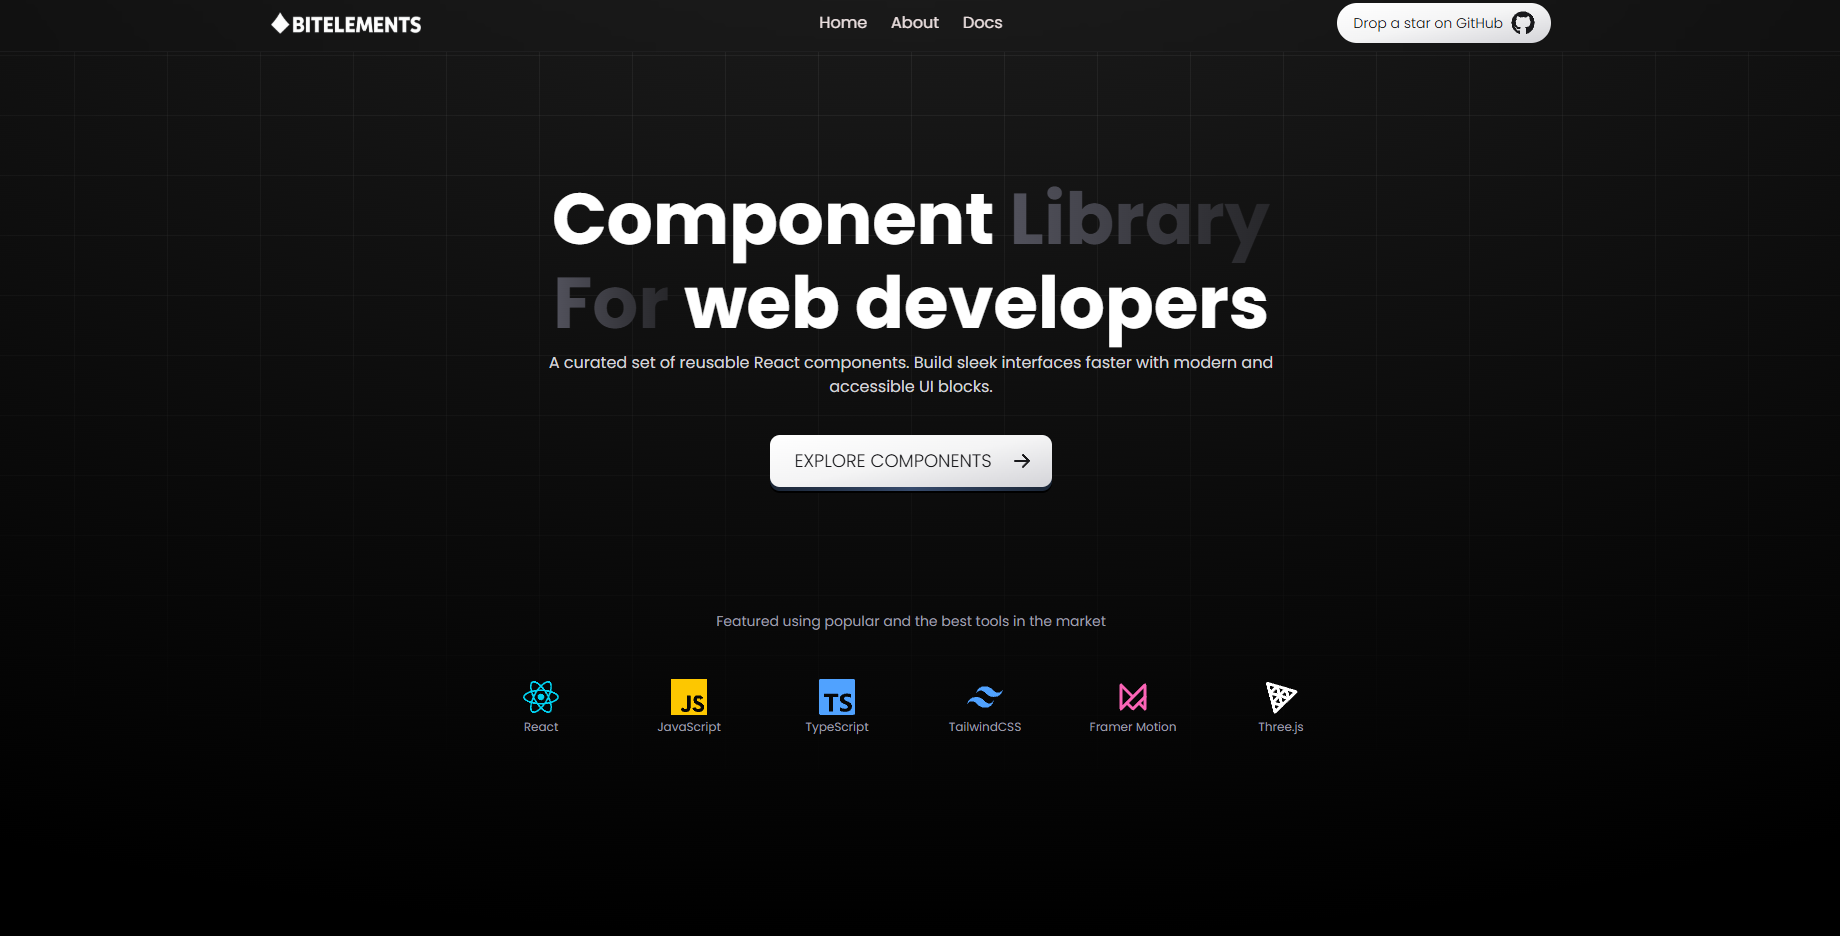 BITELEMENTS
Home About Docs
Drop a star on GitHub
Component Library
For web developers
A curated set of reusable React components. Build sleek interfaces faster with modern and
accessible UI blocks.
EXPLORE COMPONENTS
Featured using popular and the best tools in the market
JS TS
React JavaScript TypeScript TailwindCSS Framer Motion Three.js